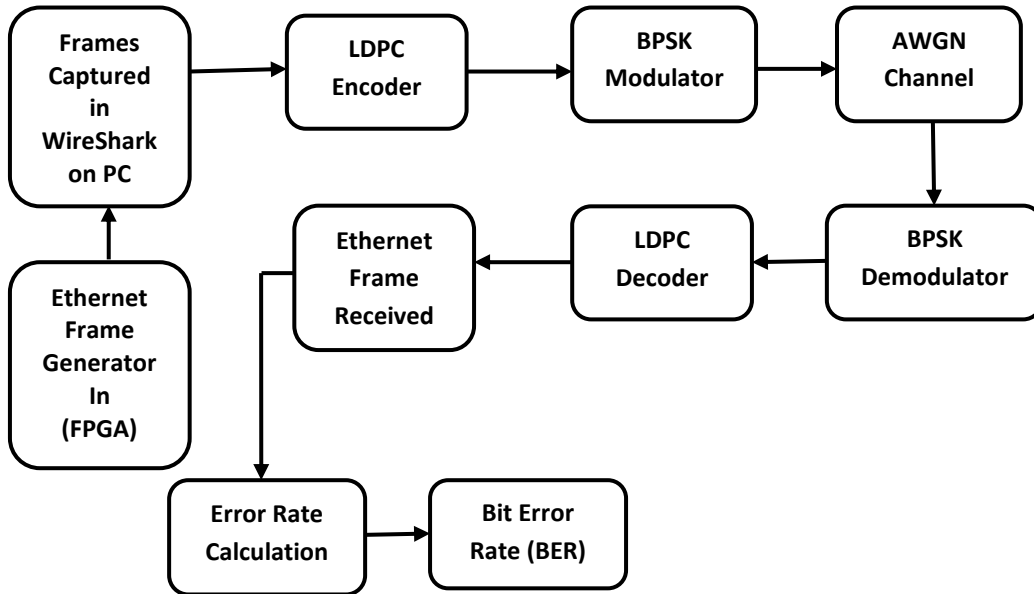 Frames
Captured
in
WireShark
on PC
LDPC
Encoder
BPSK
Modulator
AWGN
Channel
Ethernet
Frame
Generator
In
(FPGA)
Ethernet
Frame
Received
LDPC
Decoder
BPSK
Demodulator
Error Rate
Calculation
Bit Error
Rate (BER)